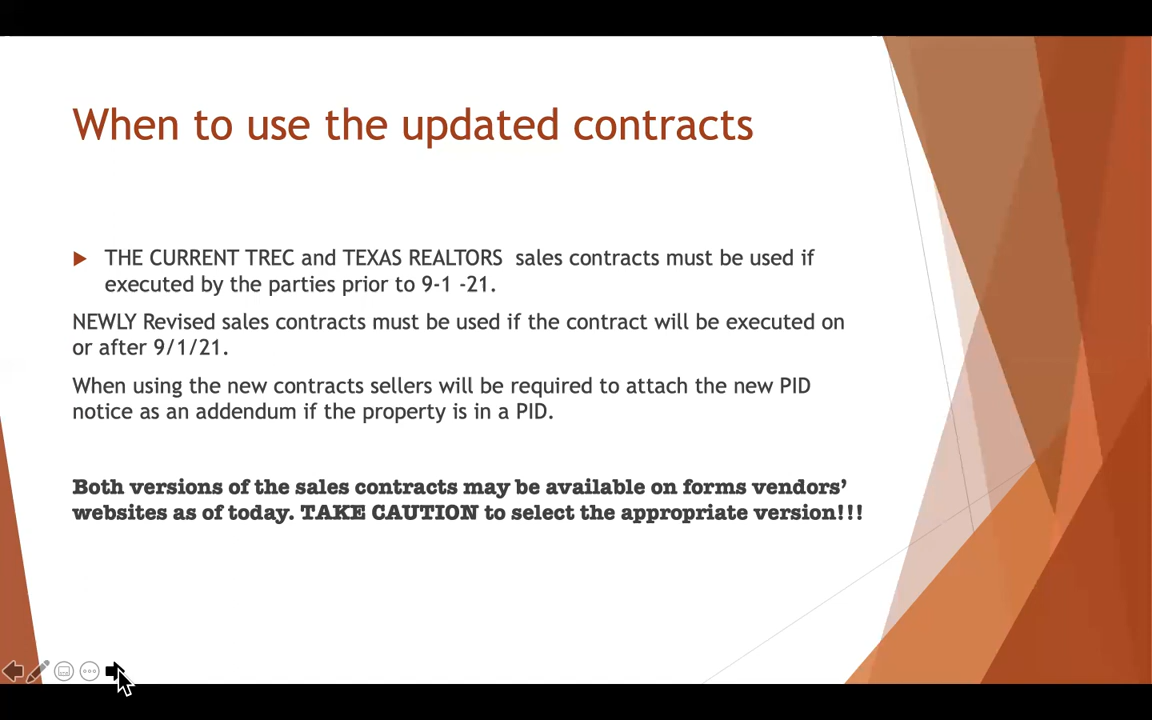 When to use the updated contracts
THE CURRENT TREC and TEXAS REALTORS sales contracts must be used if
executed by the parties prior to 9-1 -21.
NEWLY Revised sales contracts must be used if the contract will be executed on
or after 9/1/21.
When using the new contracts sellers will be required to attach the new PID
notice as an addendum if the property is in a PID.
Both versions of the sales contracts may be available on forms vendors’
websites as of today. TAKE CAUTION to select the appropriate version!!!